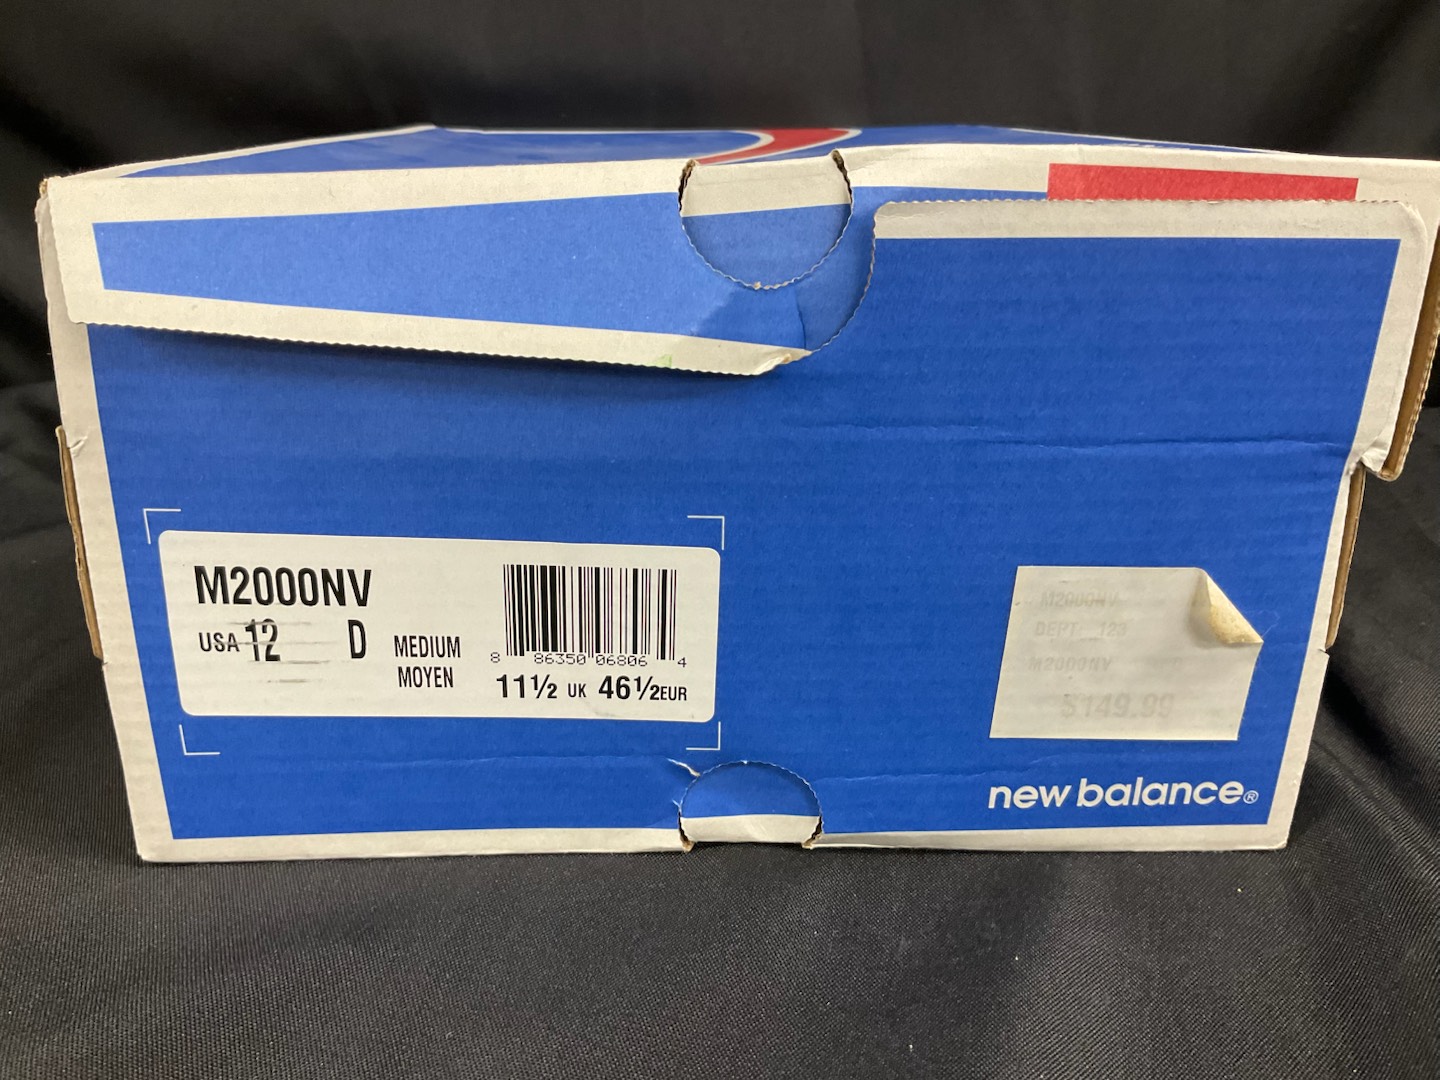 M2000NV
USA 12 D
MEDIUM
MOYEN
8 86350 06806 4
11½ UK 46½EUR
M2000NV
DEPT. 123
M2000NV
$149.99
new balance®